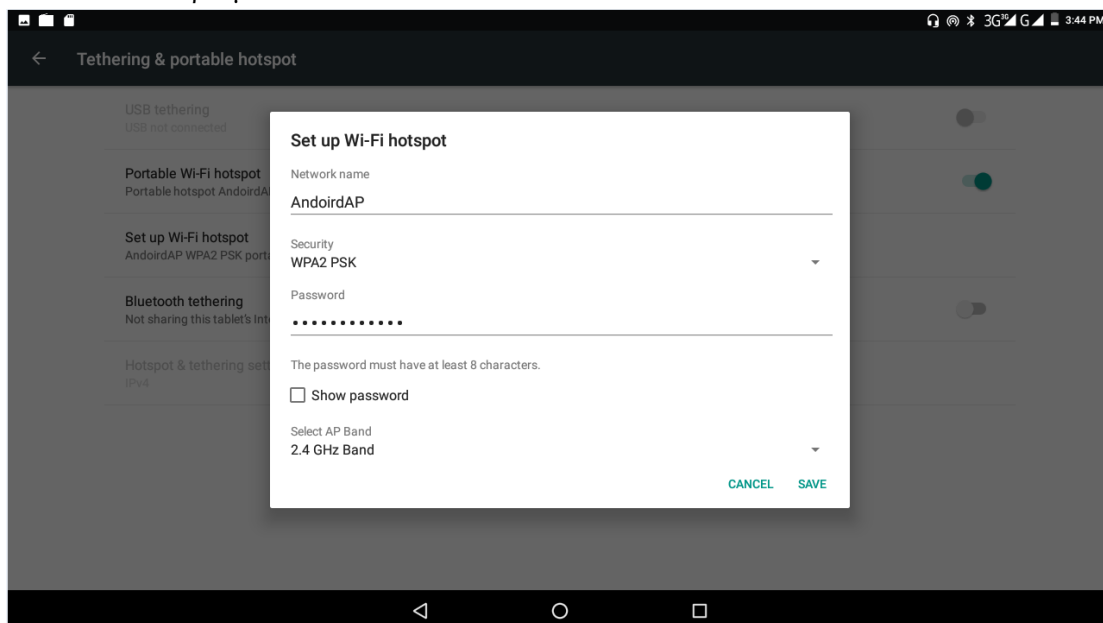 3G 3G G 3:44 PM
Tethering & portable hotspot
USB tethering
USB not connected
Portable Wi-Fi hotspot
Portable hotspot AndoirdA
Set up Wi-Fi hotspot
AndoirdAP WPA2 PSK porta
Bluetooth tethering
Not sharing this tablet's Int
Hotspot & tethering sett
IPv4
Set up Wi-Fi hotspot
Network name
AndoirdAP
Security
WPA2 PSK
Password
••••••••••••
The password must have at least 8 characters.
Show password
Select AP Band
2.4 GHz Band
CANCEL SAVE